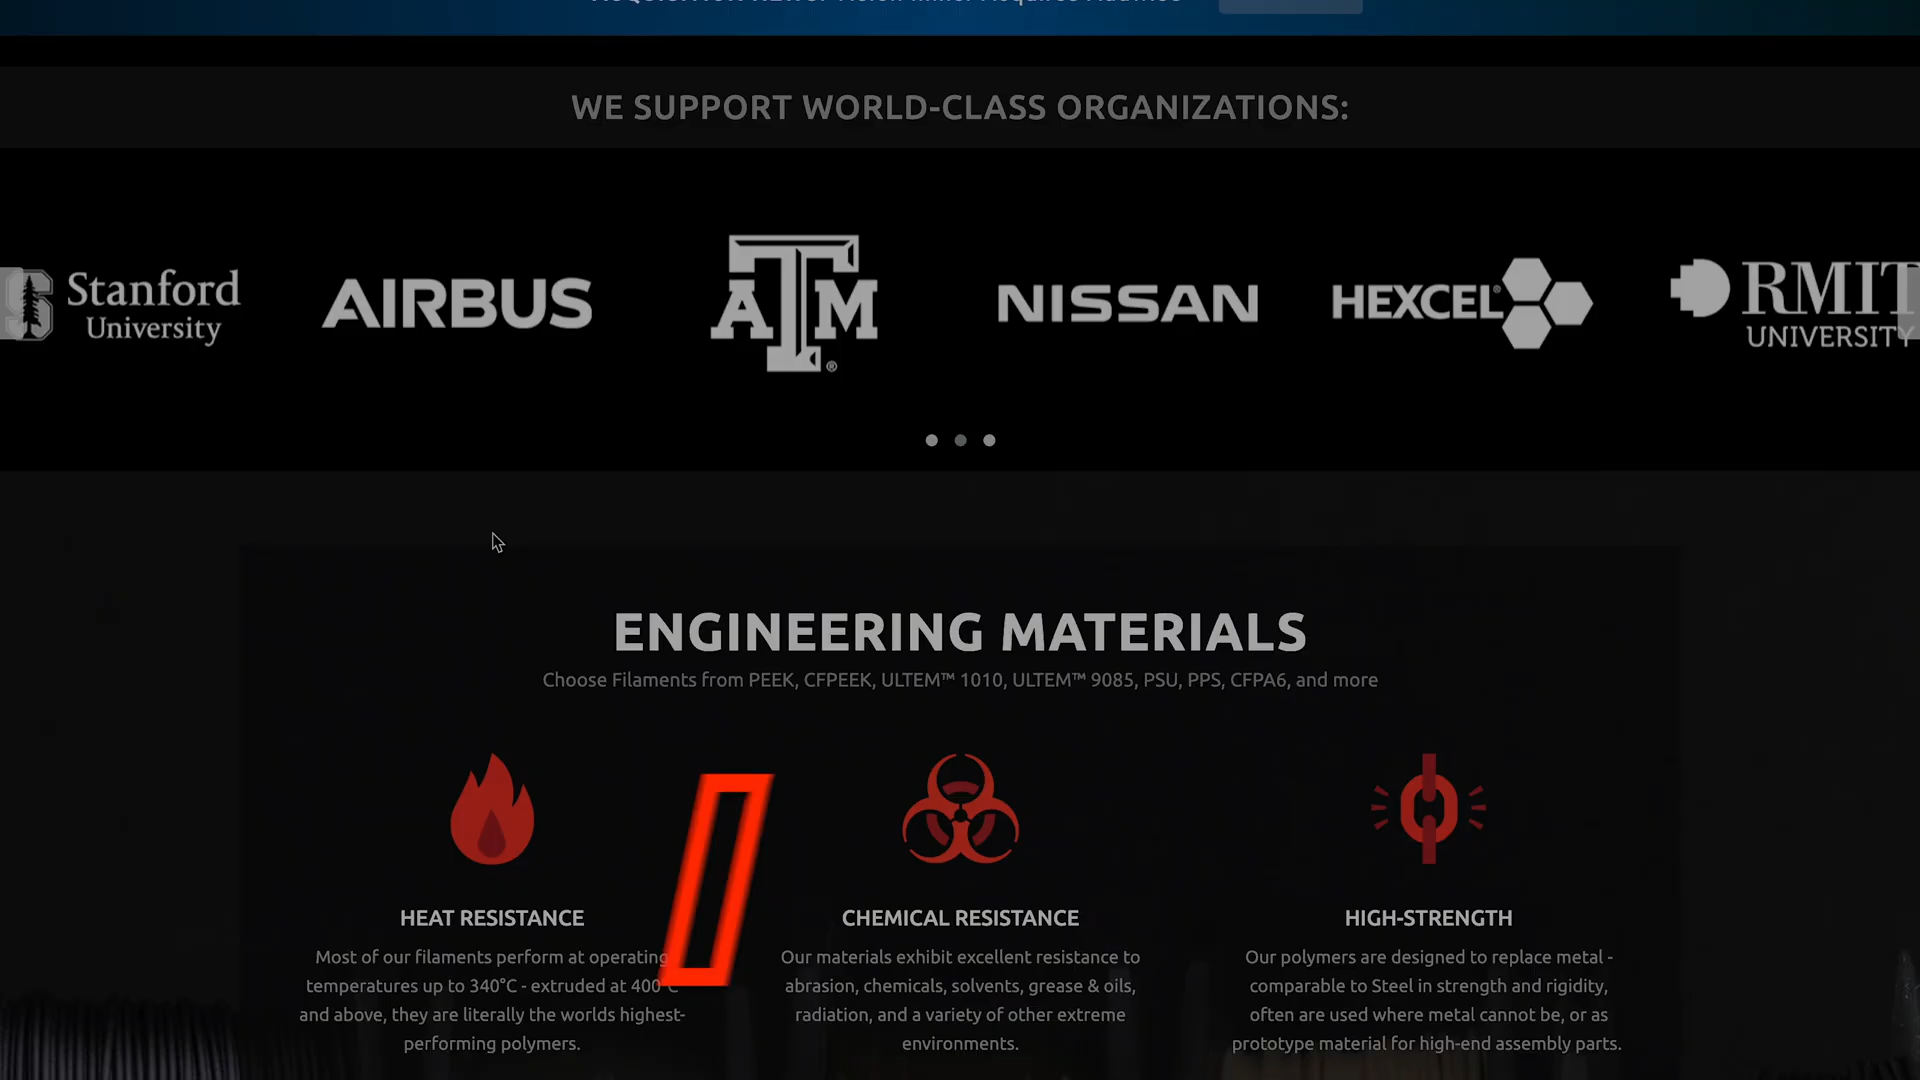 WE SUPPORT WORLD-CLASS ORGANIZATIONS:
Stanford
University
AIRBUS
ATM®
NISSAN
HEXCEL®
RMIT
UNIVERSITY
ENGINEERING MATERIALS
Choose Filaments from PEEK, CFPEEK, ULTEM™ 1010, ULTEM™ 9085, PSU, PPS, CFPA6, and more
HEAT RESISTANCE
Most of our filaments perform at operating
temperatures up to 340°C - extruded at 400°C
and above, they are literally the worlds highest-
performing polymers.
CHEMICAL RESISTANCE
Our materials exhibit excellent resistance to
abrasion, chemicals, solvents, grease & oils,
radiation, and a variety of other extreme
environments.
HIGH-STRENGTH
Our polymers are designed to replace metal -
comparable to Steel in strength and rigidity,
often are used where metal cannot be, or as
prototype material for high-end assembly parts.